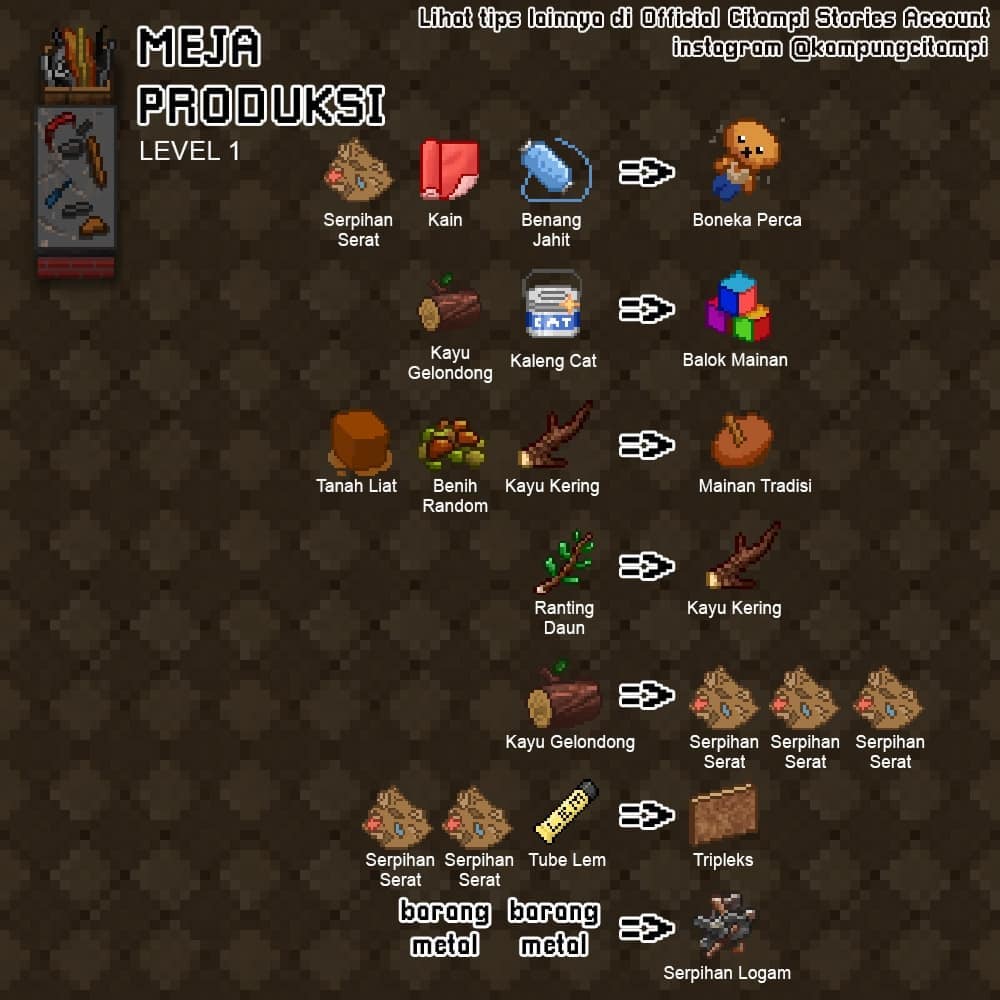 Lihat tips lainnya di Official Citampi Stories Account
instagram @kampungcitampi
MEJA
PRODUKSI
LEVEL 1
Serpihan Serat
Kain
Benang Jahit
Boneka Perca
Kayu Gelondong
CAT
Kaleng Cat
Balok Mainan
Tanah Liat
Benih Random
Kayu Kering
Mainan Tradisi
Ranting Daun
Kayu Kering
Kayu Gelondong
Serpihan Serat
Serpihan Serat
Serpihan Serat
Serpihan Serat
Serpihan Serat
Tube Lem
Tripleks
barang metal
barang metal
Serpihan Logam